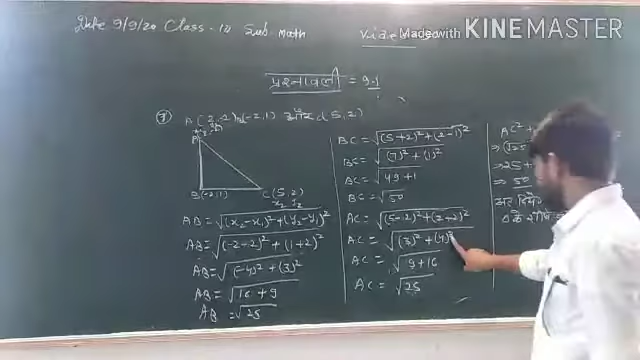 Date 9/9/20 Class - 10 Sub Math
Made with KINEMASTER
प्रश्नावली = 9.1
A(2,-2) B(-2,1) और C(5,2)
B(-2,1)
C(5,2)
x₂ y₂
AB = √(x₂-x₁)²+(y₂-y₁)²
AB = √(-2-2)²+(1+2)²
AB = √(-4)²+(3)²
AB = √16+9
AB = √25
BC = √(5+2)²+(2-1)²
BC = √(7)²+(1)²
BC = √49+1
BC = √50
AC = √(5-2)²+(2+2)²
AC = √(3)²+(4)²
AC = √9+16
AC = √25
AC²+
⇒ 25+
⇒ 50